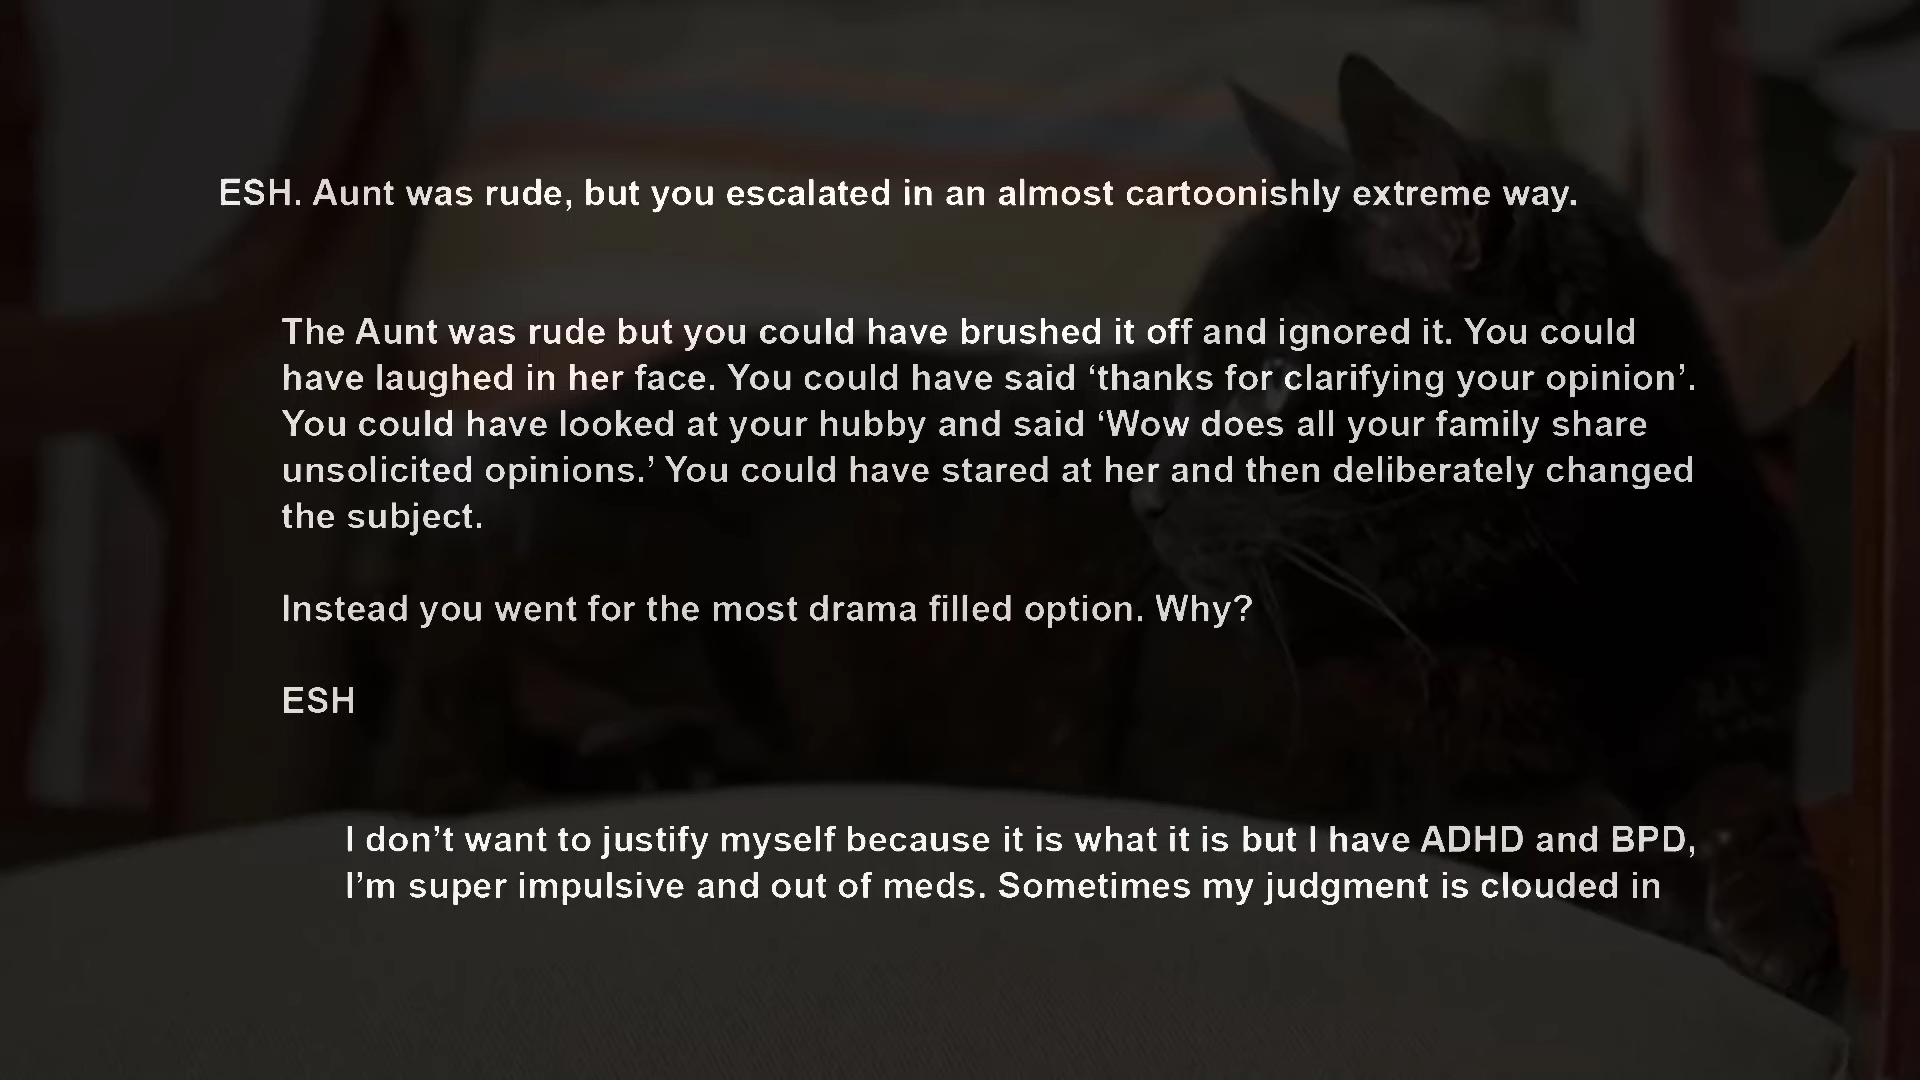 ESH. Aunt was rude, but you escalated in an almost cartoonishly extreme way.
The Aunt was rude but you could have brushed it off and ignored it. You could
have laughed in her face. You could have said ‘thanks for clarifying your opinion’.
You could have looked at your hubby and said ‘Wow does all your family share
unsolicited opinions.’ You could have stared at her and then deliberately changed
the subject.
Instead you went for the most drama filled option. Why?
ESH
I don’t want to justify myself because it is what it is but I have ADHD and BPD,
I’m super impulsive and out of meds. Sometimes my judgment is clouded in